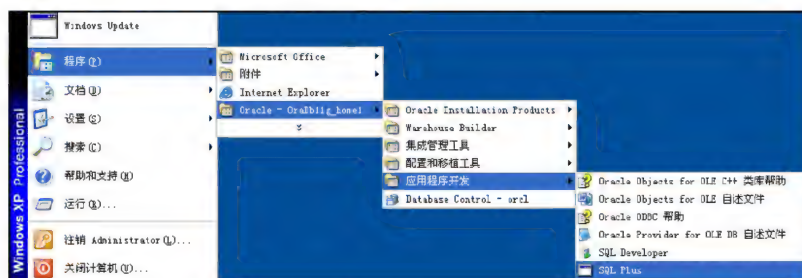 Windows Update
程序(P)
文档(D)
设置(S)
搜索(C)
帮助和支持(H)
运行(R)...
注销 Administrator(L)...
关闭计算机(U)...
Windows XP Professional
Microsoft Office
附件
Internet Explorer
Oracle - OraDb11g_home1
Oracle Installation Products
Warehouse Builder
集成管理工具
配置和移植工具
应用程序开发
Database Control - orcl
Oracle Objects for OLE C++ 类库帮助
Oracle Objects for OLE 自述文件
Oracle ODBC 帮助
Oracle Provider for OLE DB 自述文件
SQL Developer
SQL Plus